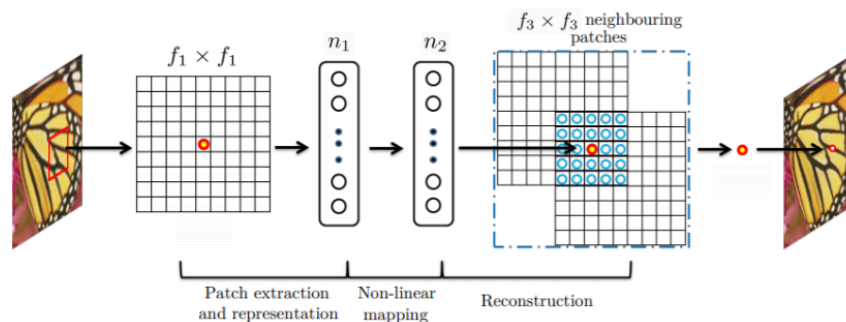 f₁ × f₁
n₁
n₂
f₃ × f₃ neighbouring
patches
Patch extraction
and representation
Non-linear
mapping
Reconstruction